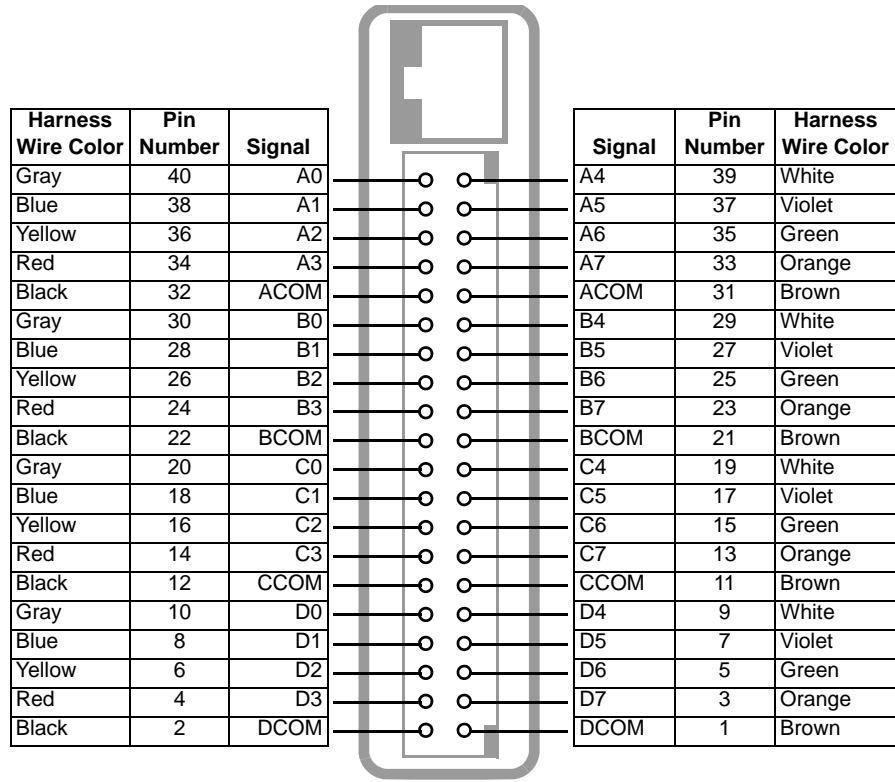 Harness Wire Color Pin Number Signal
Gray 40 A0
Blue 38 A1
Yellow 36 A2
Red 34 A3
Black 32 ACOM
Gray 30 B0
Blue 28 B1
Yellow 26 B2
Red 24 B3
Black 22 BCOM
Gray 20 C0
Blue 18 C1
Yellow 16 C2
Red 14 C3
Black 12 CCOM
Gray 10 D0
Blue 8 D1
Yellow 6 D2
Red 4 D3
Black 2 DCOM
Signal Pin Number Harness Wire Color
A4 39 White
A5 37 Violet
A6 35 Green
A7 33 Orange
ACOM 31 Brown
B4 29 White
B5 27 Violet
B6 25 Green
B7 23 Orange
BCOM 21 Brown
C4 19 White
C5 17 Violet
C6 15 Green
C7 13 Orange
CCOM 11 Brown
D4 9 White
D5 7 Violet
D6 5 Green
D7 3 Orange
DCOM 1 Brown